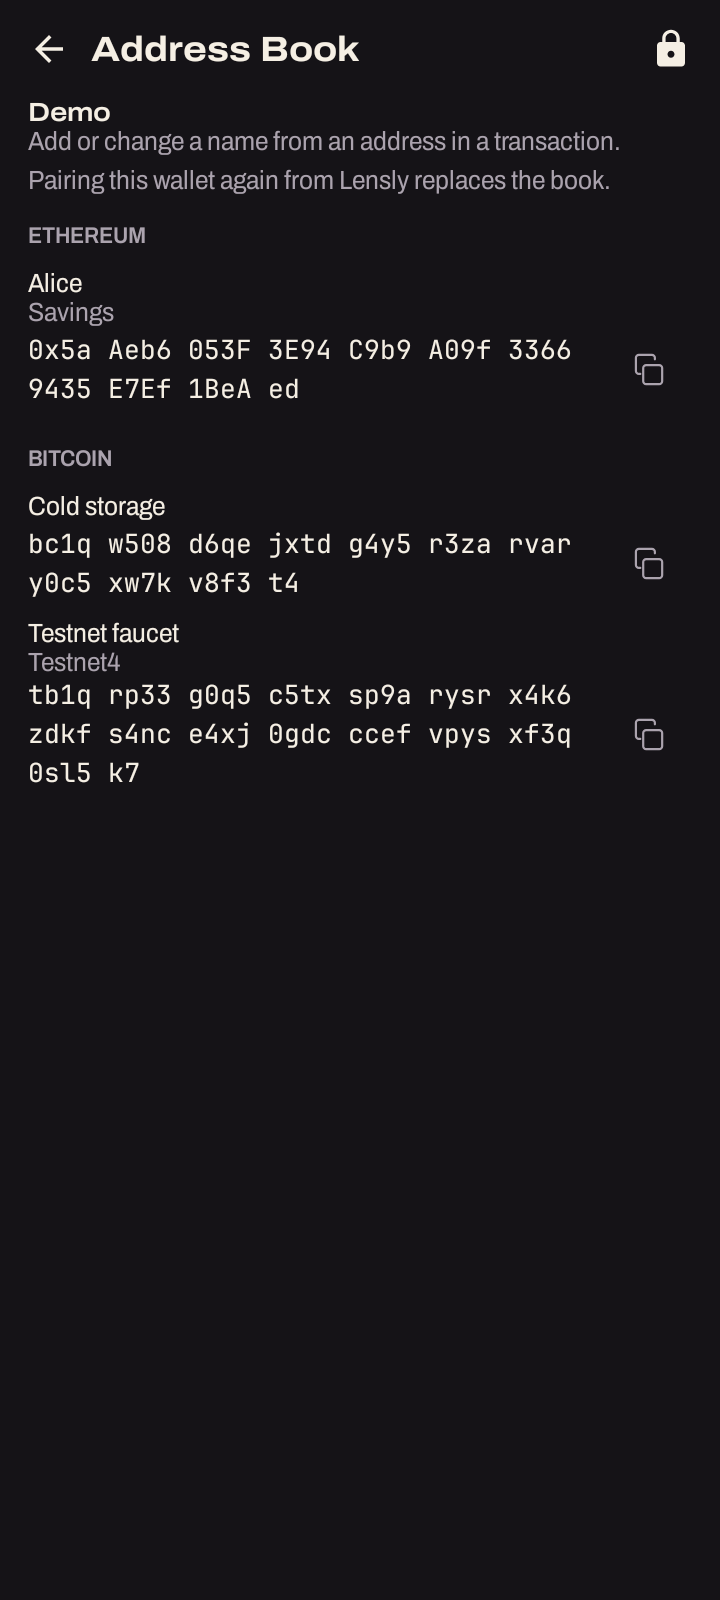 Address Book
Demo
Add or change a name from an address in a transaction.
Pairing this wallet again from Lensly replaces the book.
ETHEREUM
Alice
Savings
0x5a Aeb6 053F 3E94 C9b9 A09f 3366
9435 E7Ef 1BeA ed
BITCOIN
Cold storage
bc1q w508 d6qe jxtd g4y5 r3za rvar
y0c5 xw7k v8f3 t4
Testnet faucet
Testnet4
tb1q rp33 g0q5 c5tx sp9a rysr x4k6
zdkf s4nc e4xj 0gdc ccef vpys xf3q
0sl5 k7